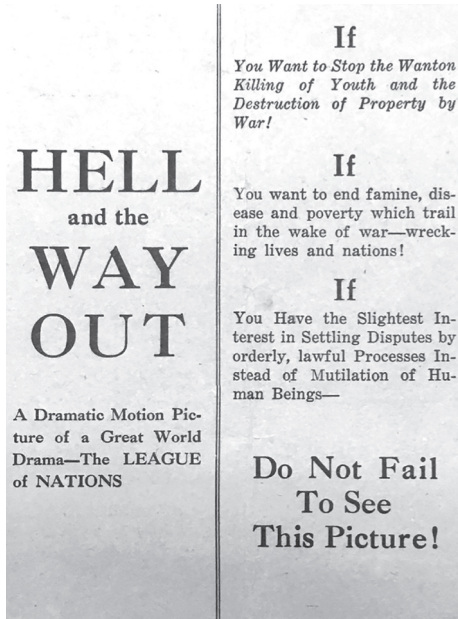 HELL
and the
WAY
OUT
A Dramatic Motion Pic-
ture of a Great World
Drama—The LEAGUE
of NATIONS
If
You Want to Stop the Wanton
Killing of Youth and the
Destruction of Property by
War!
If
You want to end famine, dis-
ease and poverty which trail
in the wake of war—wreck-
ing lives and nations!
If
You Have the Slightest In-
terest in Settling Disputes by
orderly, lawful Processes In-
stead of Mutilation of Hu-
man Beings—
Do Not Fail
To See
This Picture!